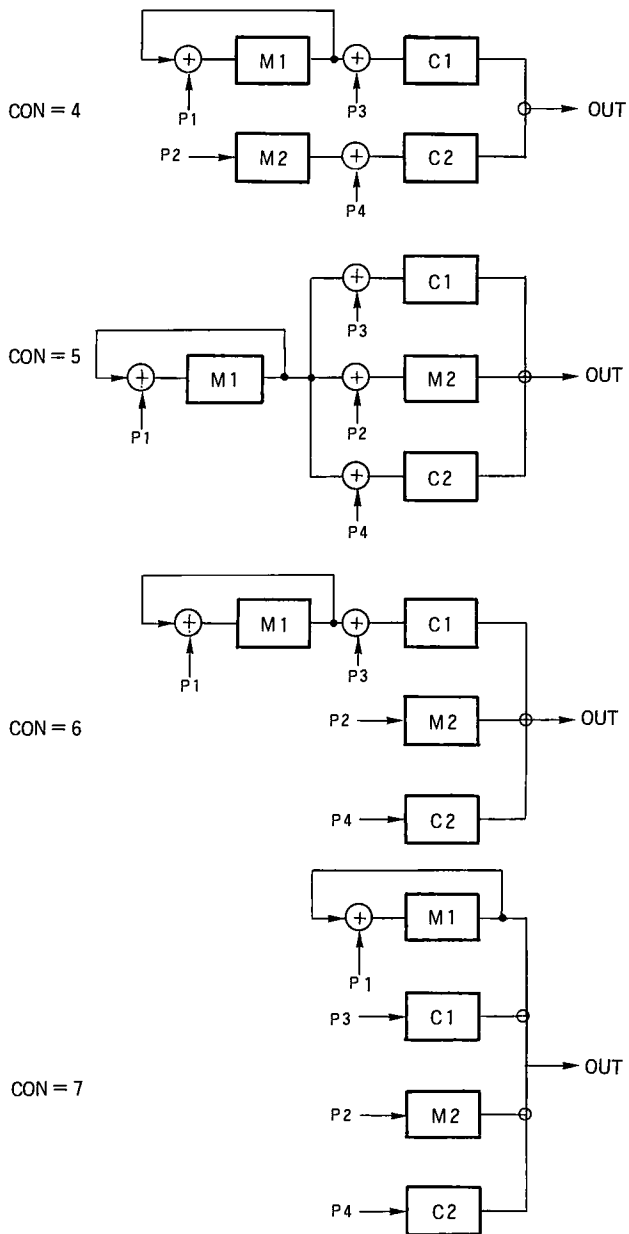 M1 C1
P1 P3
CON = 4 OUT
P2 M2 C2
P4
C1
P3
CON = 5 M1 M2 OUT
P1 P2
C2
P4
M1 C1
P1 P3
CON = 6 P2 M2 OUT
P4 C2
M1
P1
P3 C1
OUT
CON = 7
P2 M2
P4 C2